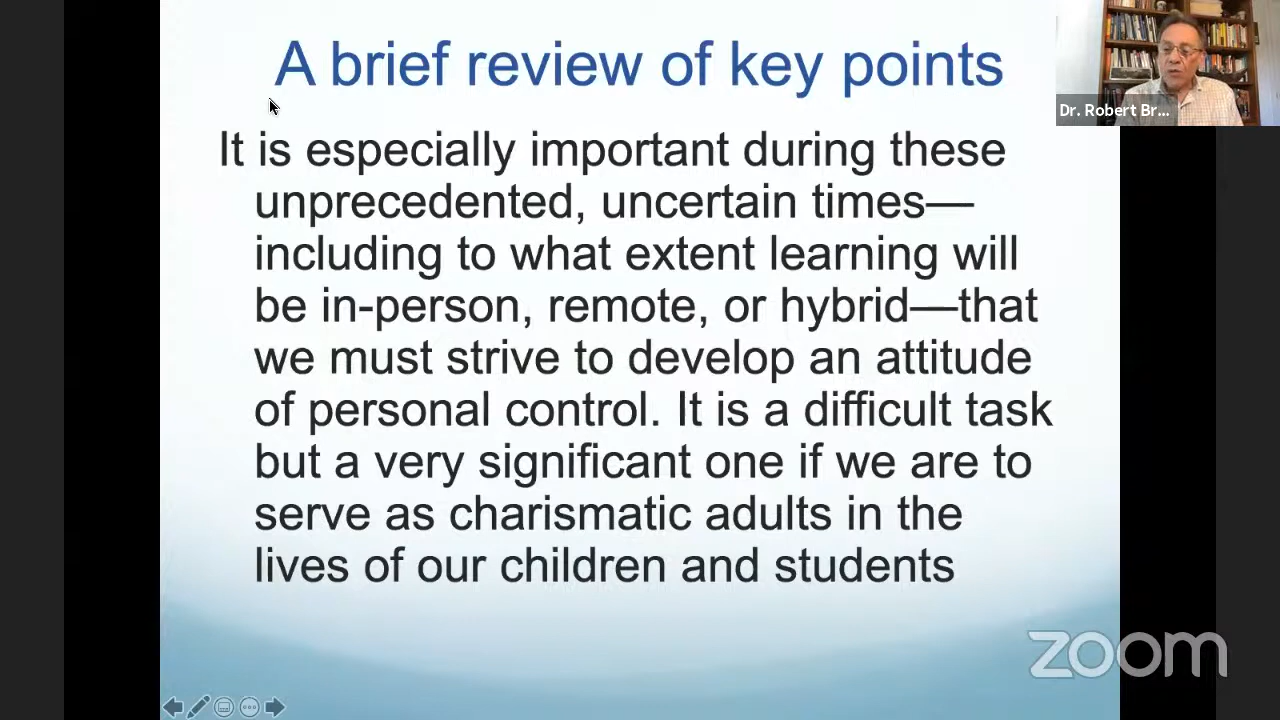 A brief review of key points
Dr. Robert Br...
It is especially important during these
unprecedented, uncertain times—
including to what extent learning will
be in-person, remote, or hybrid—that
we must strive to develop an attitude
of personal control. It is a difficult task
but a very significant one if we are to
serve as charismatic adults in the
lives of our children and students
zoom